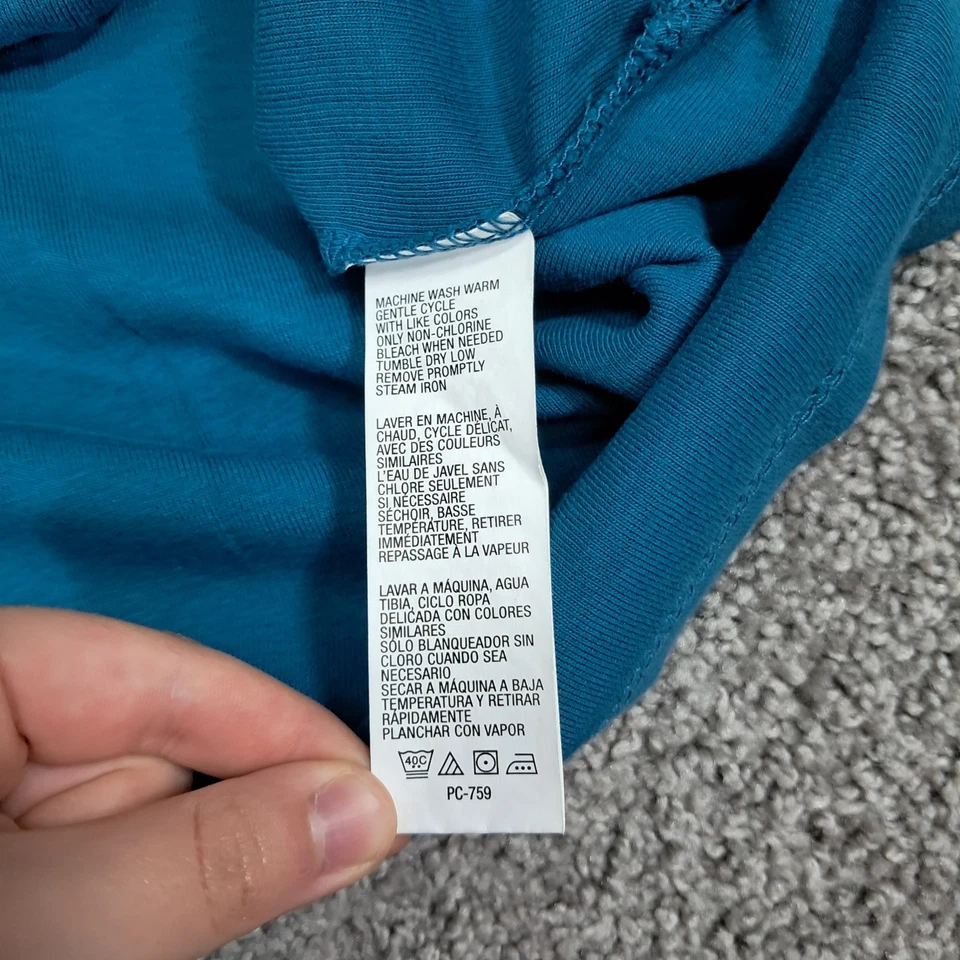 MACHINE WASH WARM
GENTLE CYCLE
WITH LIKE COLORS
ONLY NON-CHLORINE
BLEACH WHEN NEEDED
TUMBLE DRY LOW
REMOVE PROMPTLY
STEAM IRON
LAVER EN MACHINE, À
CHAUD, CYCLE DÉLICAT,
AVEC DES COULEURS
SIMILAIRES
L'EAU DE JAVEL SANS
CHLORE SEULEMENT
SI NÉCESSAIRE
SÉCHOIR, BASSE
TEMPÉRATURE, RETIRER
IMMÉDIATEMENT
REPASSAGE À LA VAPEUR
LAVAR A MÁQUINA, AGUA
TIBIA, CICLO ROPA
DELICADA CON COLORES
SIMILARES
SÓLO BLANQUEADOR SIN
CLORO CUANDO SEA
NECESARIO
SECAR A MÁQUINA A BAJA
TEMPERATURA Y RETIRAR
RÁPIDAMENTE
PLANCHAR CON VAPOR
40C
PC-759